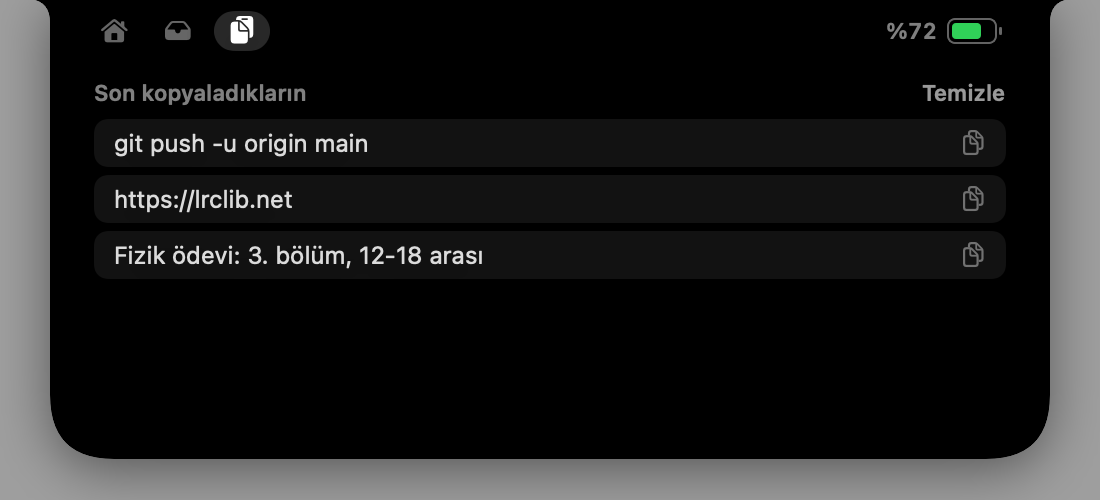 %72
Son kopyaladıkların
Temizle
git push -u origin main
https://lrclib.net
Fizik ödevi: 3. bölüm, 12-18 arası